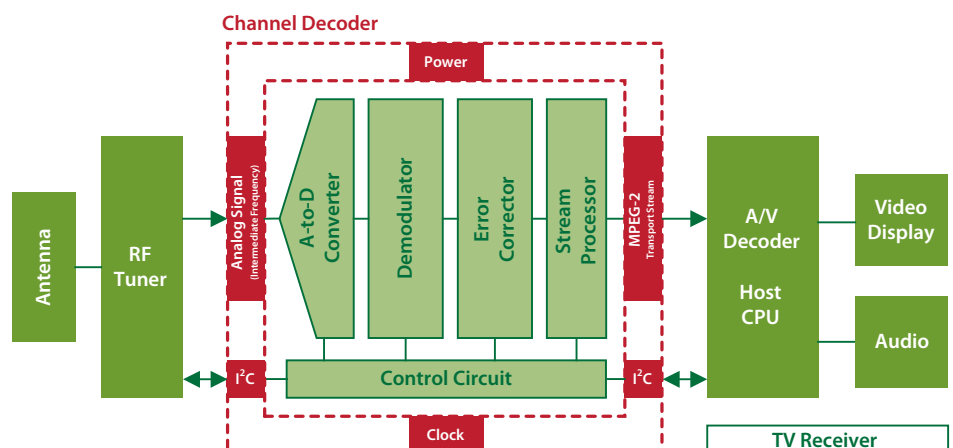 Channel Decoder
Power
Antenna
RF
Tuner
Analog Signal
(Intermediate Frequency)
A-to-D
Converter
Demodulator
Error
Corrector
Stream
Processor
MPEG-2
Transport Stream
A/V
Decoder
Host
CPU
Video
Display
Audio
I²C
Control Circuit
I²C
Clock
TV Receiver